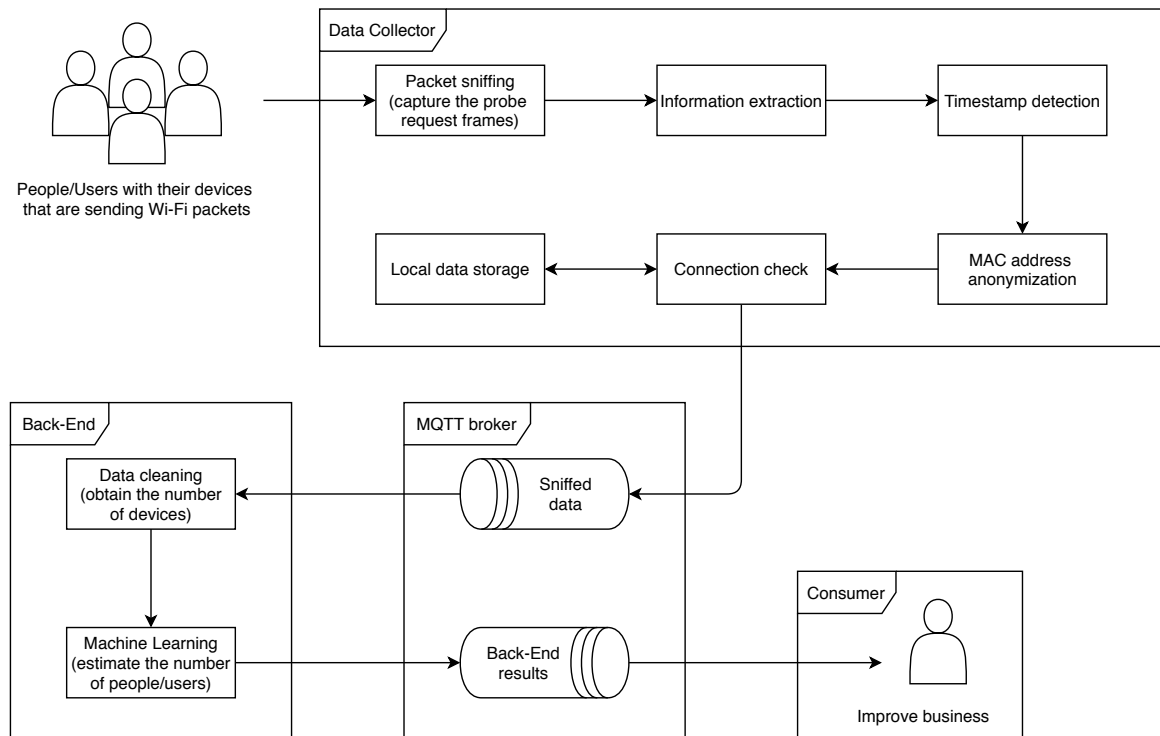 Data Collector
Packet sniffing
(capture the probe
request frames)
Information extraction
Timestamp detection
People/Users with their devices
that are sending Wi-Fi packets
Local data storage
Connection check
MAC address
anonymization
Back-End
MQTT broker
Data cleaning
(obtain the number
of devices)
Sniffed
data
Consumer
Machine Learning
(estimate the number
of people/users)
Back-End
results
Improve business